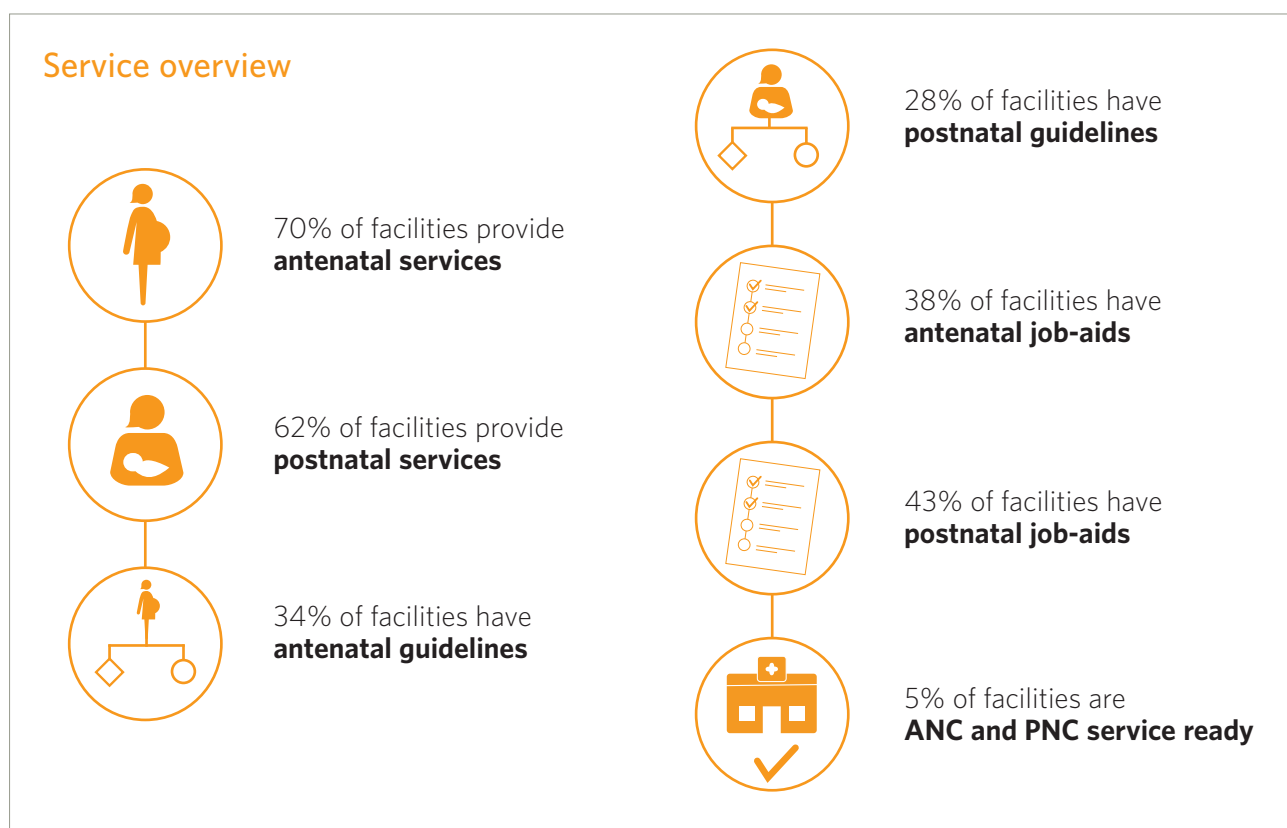 Service overview
70% of facilities provide
antenatal services
62% of facilities provide
postnatal services
34% of facilities have
antenatal guidelines
28% of facilities have
postnatal guidelines
38% of facilities have
antenatal job-aids
43% of facilities have
postnatal job-aids
5% of facilities are
ANC and PNC service ready